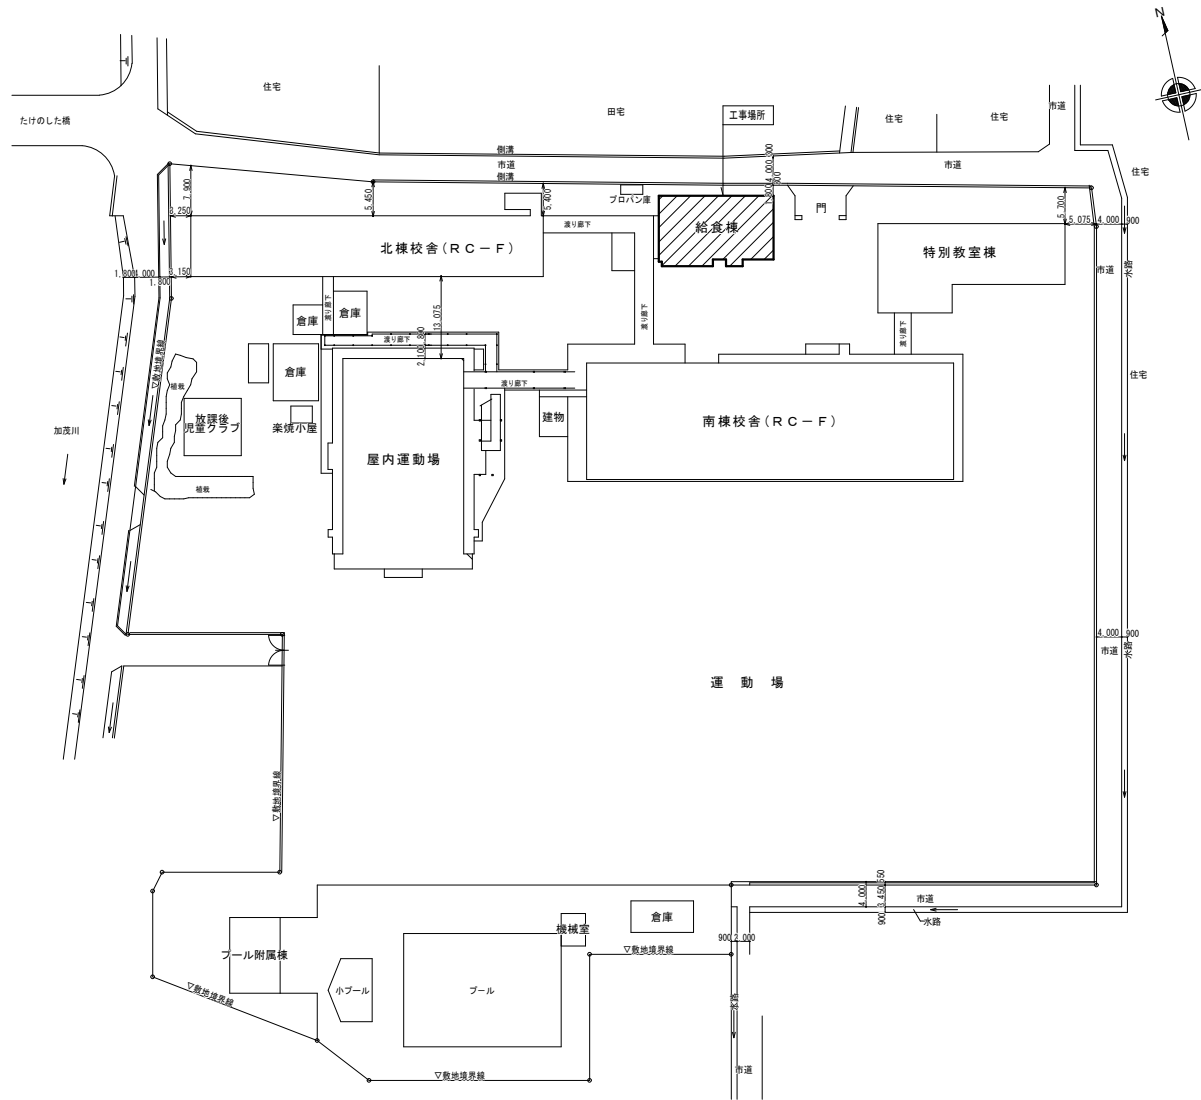 N
住宅
田宅
工事場所
住宅
住宅
市道
たけのした橋
側溝
市道
側溝
市道
住宅
7,900
3,250
5,450
5,400
プロパン庫
給食棟
門
5,700
5,075
4,000
900
北棟校舎(RC－F)
渡り廊下
特別教室棟
市道
水路
1,800
4,000
1,800
3,150
13,075
倉庫
倉庫
渡り廊下
渡り廊下
2,100
800
渡り廊下
渡り廊下
▽敷地境界線
植栽
倉庫
渡り廊下
住宅
放課後
児童クラブ
楽焼小屋
建物
南棟校舎(RC－F)
加茂川
屋内運動場
植栽
4,000
900
市道
水路
運動場
▽敷地境界線
4,000
3,450
550
900
市道
水路
倉庫
機械室
900
2,000
▽敷地境界線
プール附属棟
小プール
プール
▽敷地境界線
水路
▽敷地境界線
市道